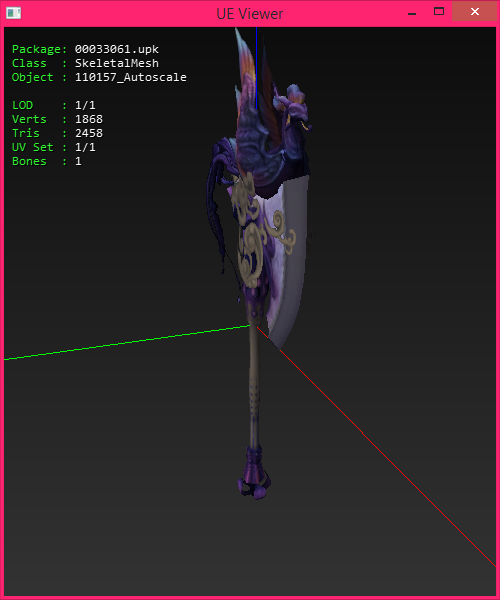 UE Viewer
Package: 00033061.upk
Class  : SkeletalMesh
Object : 110157_Autoscale
LOD    : 1/1
Verts  : 1868
Tris   : 2458
UV Set : 1/1
Bones  : 1